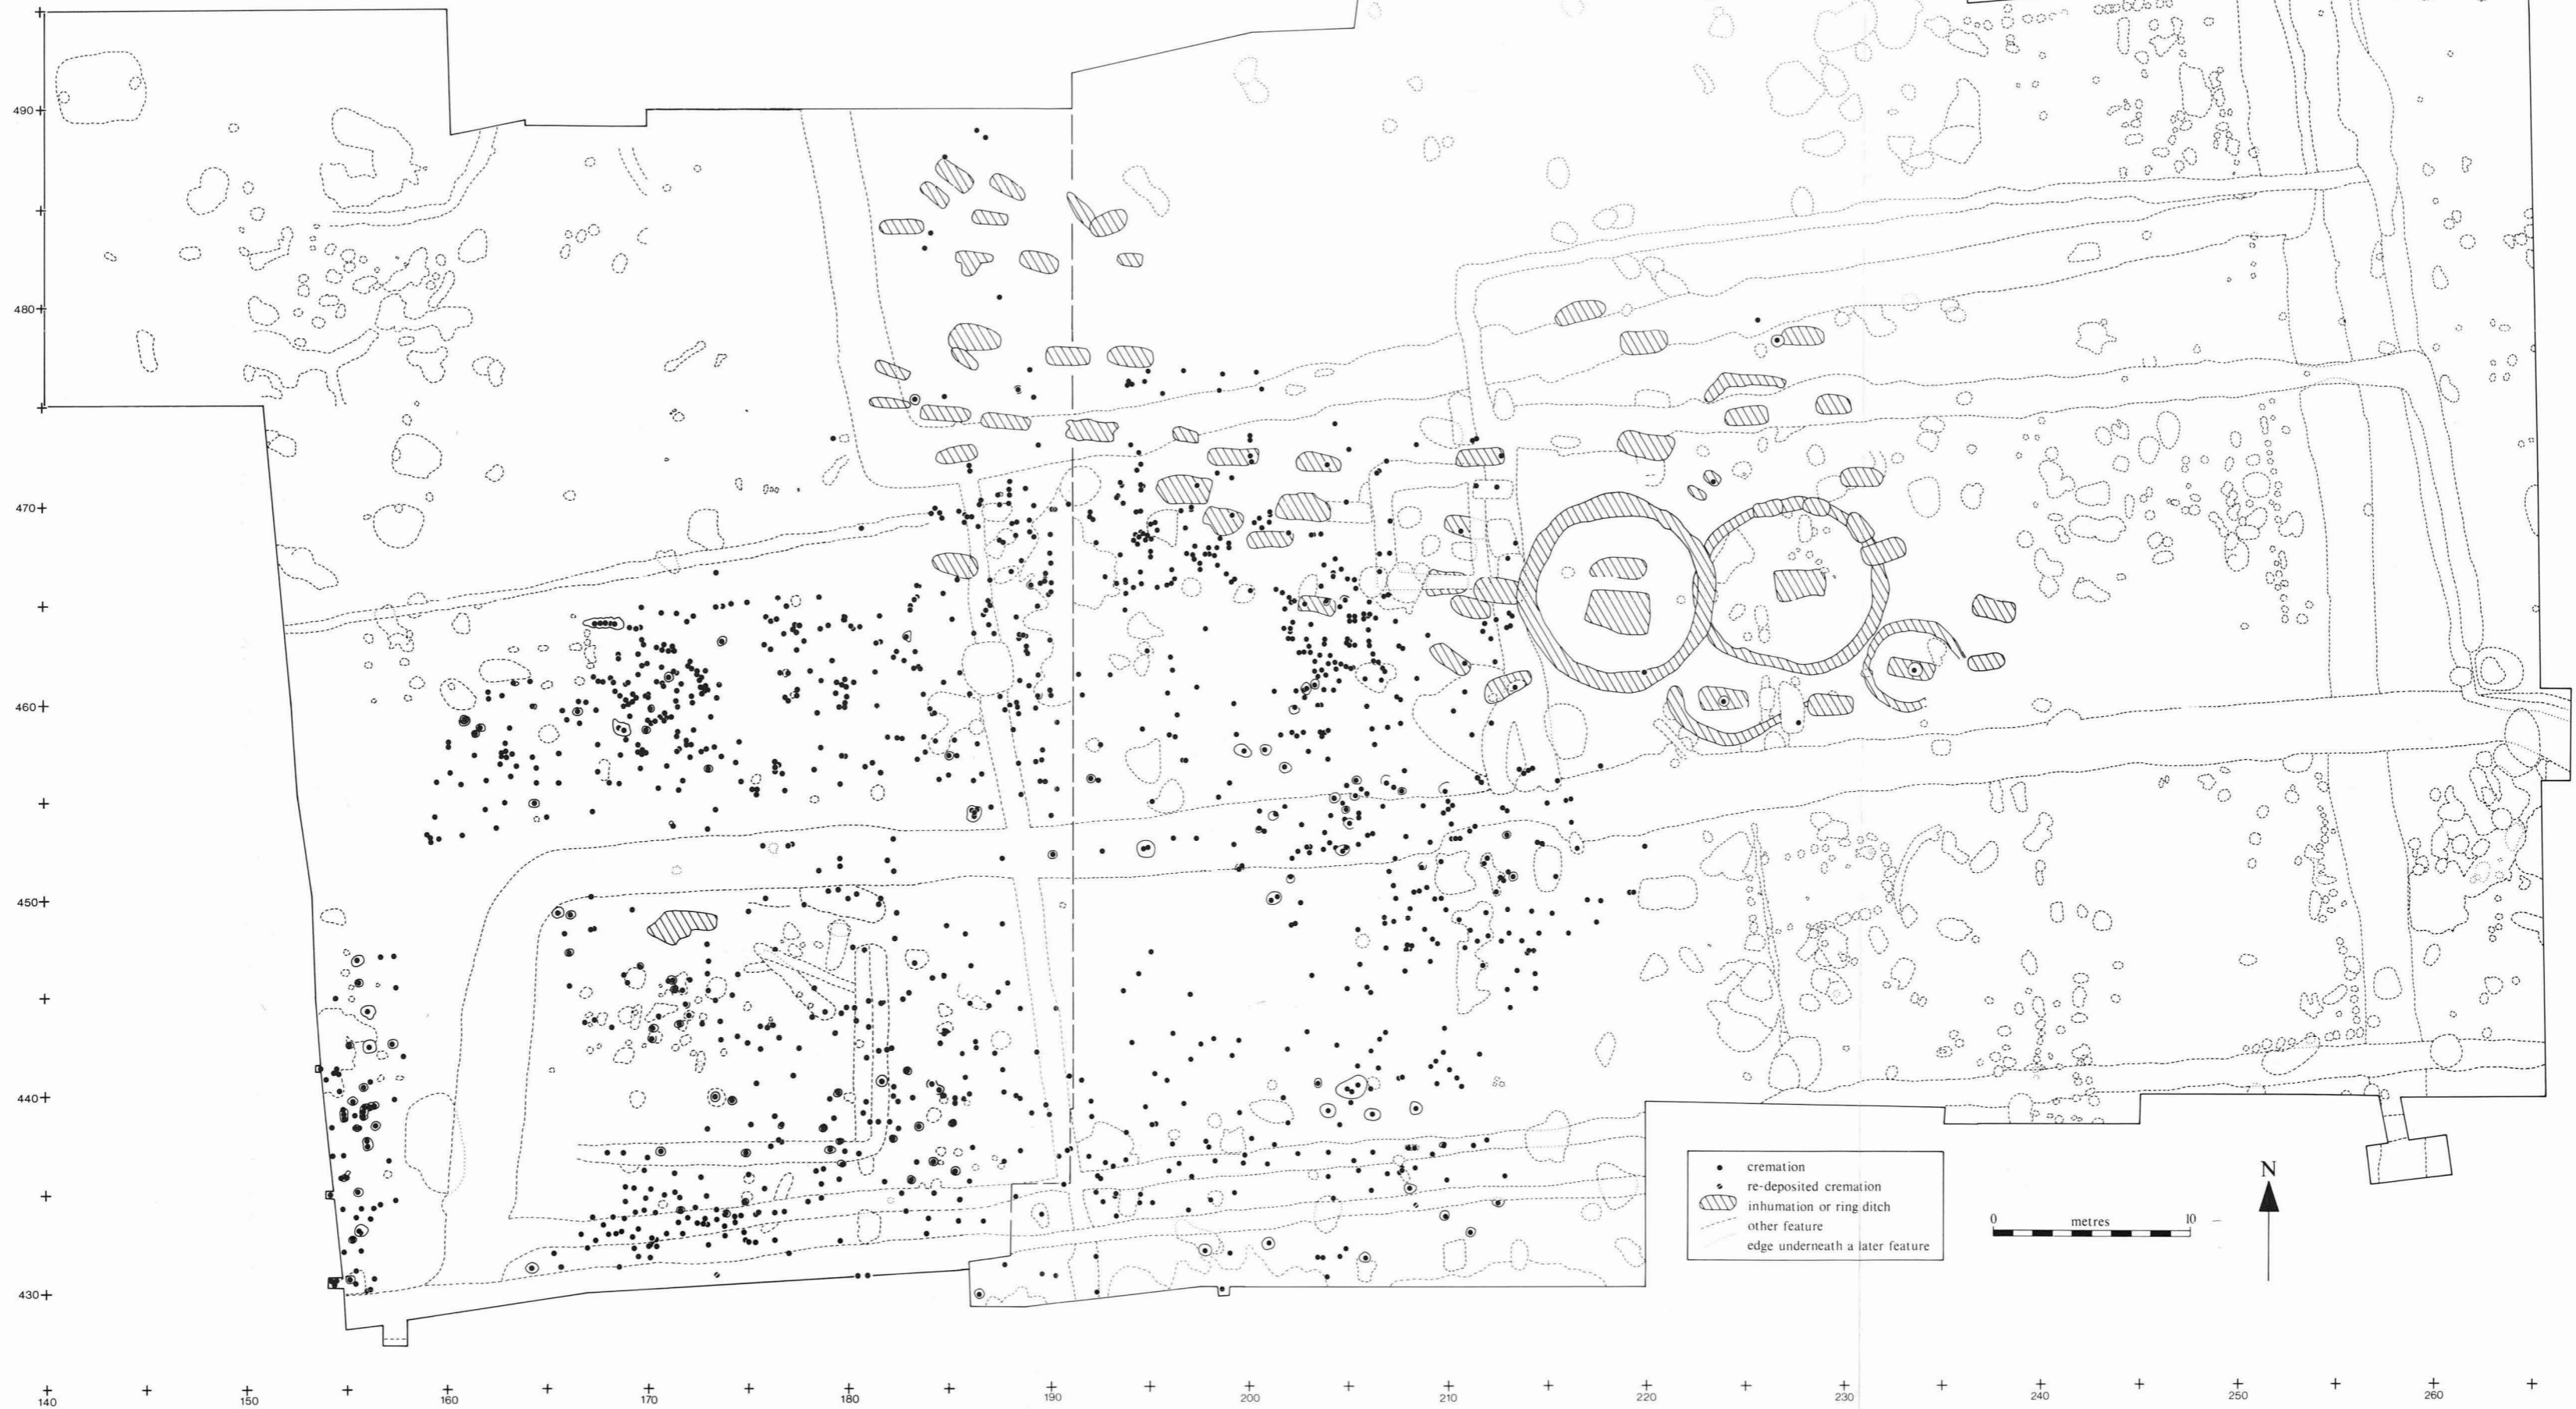 490
480
470
460
450
440
430
cremation
re-deposited cremation
inhumation or ring ditch
other feature
edge underneath a later feature
0 metres 10
N
140 150 160 170 180 190 200 210 220 230 240 250 260